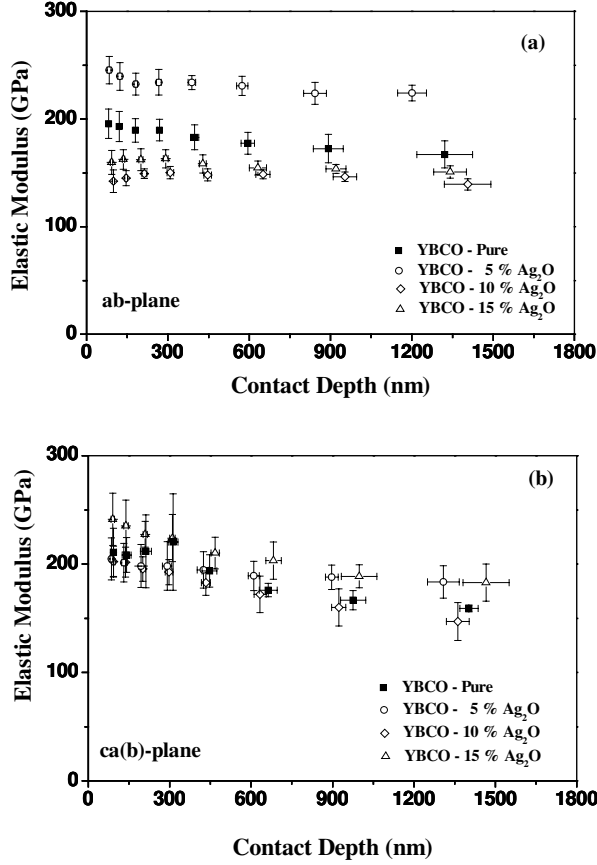 (a)
300
200
100
0
Elastic Modulus (GPa)
YBCO - Pure
YBCO - 5 % Ag₂O
YBCO - 10 % Ag₂O
YBCO - 15 % Ag₂O
ab-plane
0 300 600 900 1200 1500 1800
Contact Depth (nm)
(b)
300
200
100
0
Elastic Modulus (GPa)
YBCO - Pure
YBCO - 5 % Ag₂O
YBCO - 10 % Ag₂O
YBCO - 15 % Ag₂O
ca(b)-plane
0 300 600 900 1200 1500 1800
Contact Depth (nm)